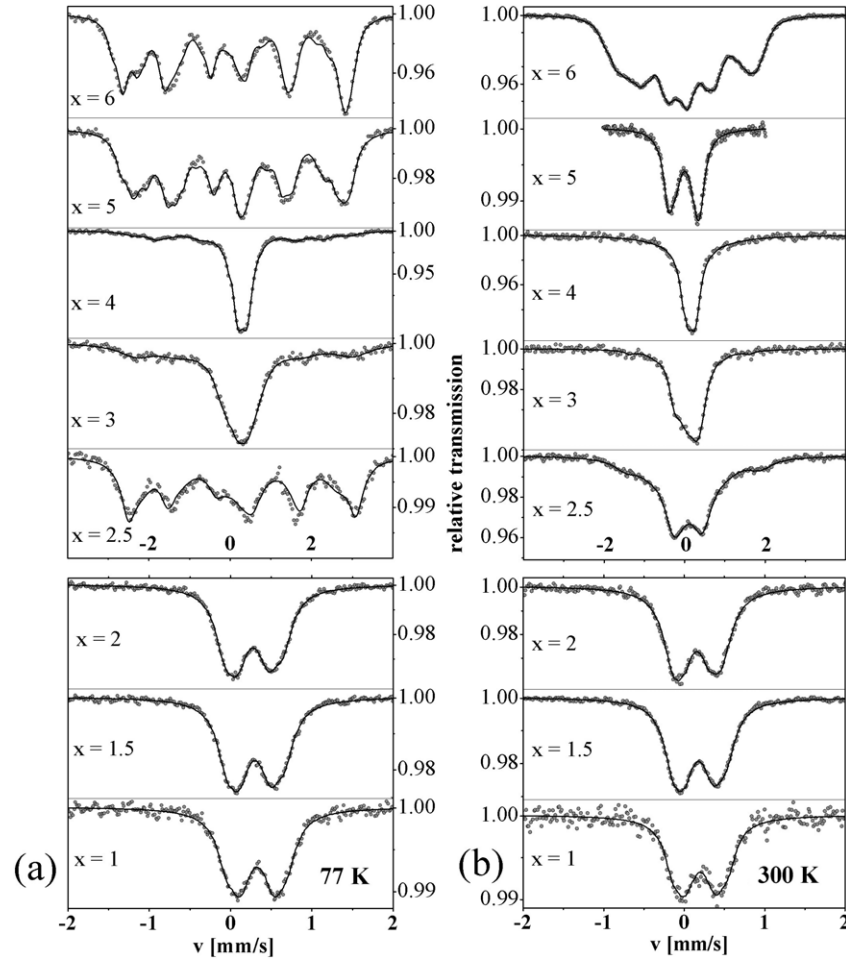 1.00
x = 6
0.96
1.00
x = 5
0.98
1.00
x = 4
0.95
1.00
x = 3
0.98
1.00
x = 2.5
0.99
-2 0 2
1.00
x = 2
0.98
1.00
x = 1.5
0.98
1.00
x = 1
0.99
(a)
77 K
-2 -1 0 1 2
v [mm/s]
relative transmission
1.00
x = 6
0.96
1.00
x = 5
0.99
1.00
x = 4
0.96
1.00
x = 3
0.98
1.00
x = 2.5
0.98
0.96
-2 0 2
1.00
x = 2
0.98
1.00
x = 1.5
0.98
1.00
x = 1
0.99
(b)
300 K
-2 -1 0 1 2
v [mm/s]